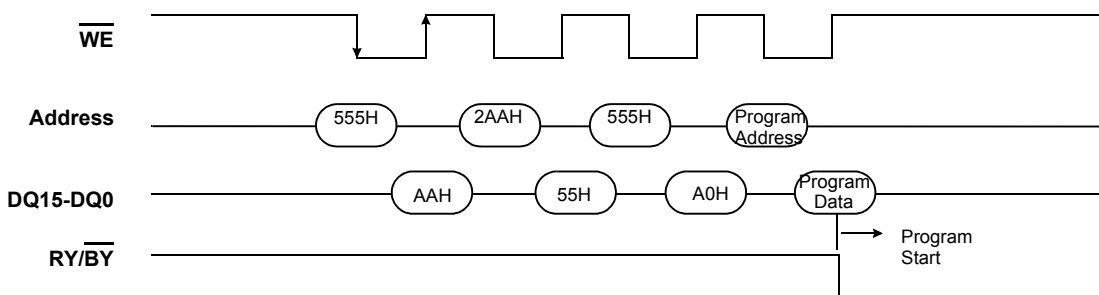 WE
Address
555H
2AAH
555H
Program
Address
DQ15-DQ0
AAH
55H
A0H
Program
Data
RY/BY
Program
Start